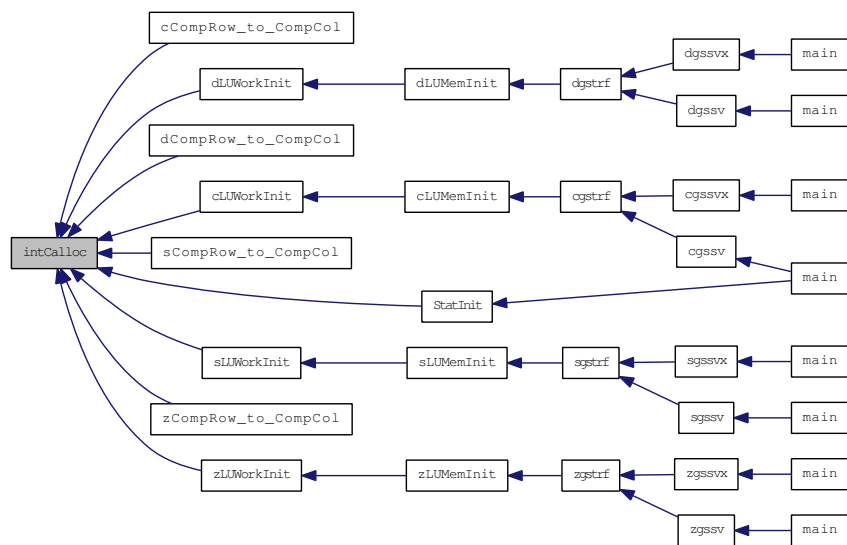 cCompRow_to_CompCol
dgssvx
main
dLUWorkInit
dLUMemInit
dgstrf
dgssv
main
dCompRow_to_CompCol
cLUWorkInit
cLUMemInit
cgstrf
cgssvx
main
intCalloc
sCompRow_to_CompCol
cgssv
main
StatInit
sLUWorkInit
sLUMemInit
sgstrf
sgssvx
main
zCompRow_to_CompCol
sgssv
main
zLUWorkInit
zLUMemInit
zgstrf
zgssvx
main
zgssv
main